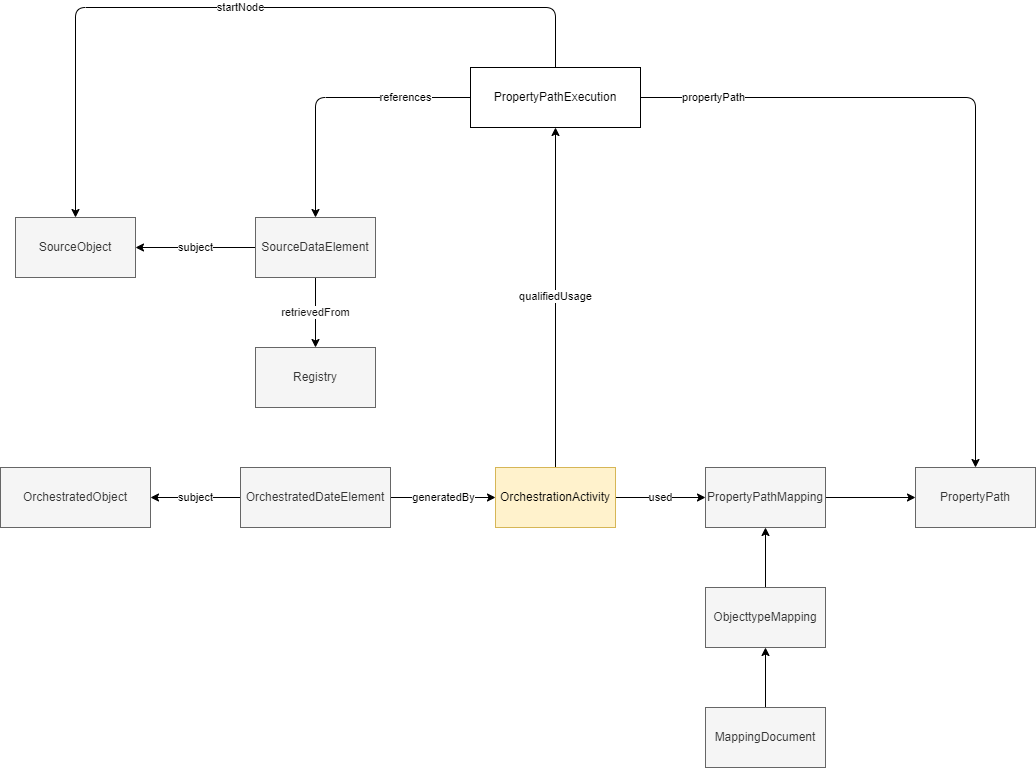 startNode
references
PropertyPathExecution
propertyPath
SourceObject
subject
SourceDataElement
qualifiedUsage
retrievedFrom
Registry
OrchestratedObject
subject
OrchestratedDateElement
generatedBy
OrchestrationActivity
used
PropertyPathMapping
PropertyPath
ObjecttypeMapping
MappingDocument